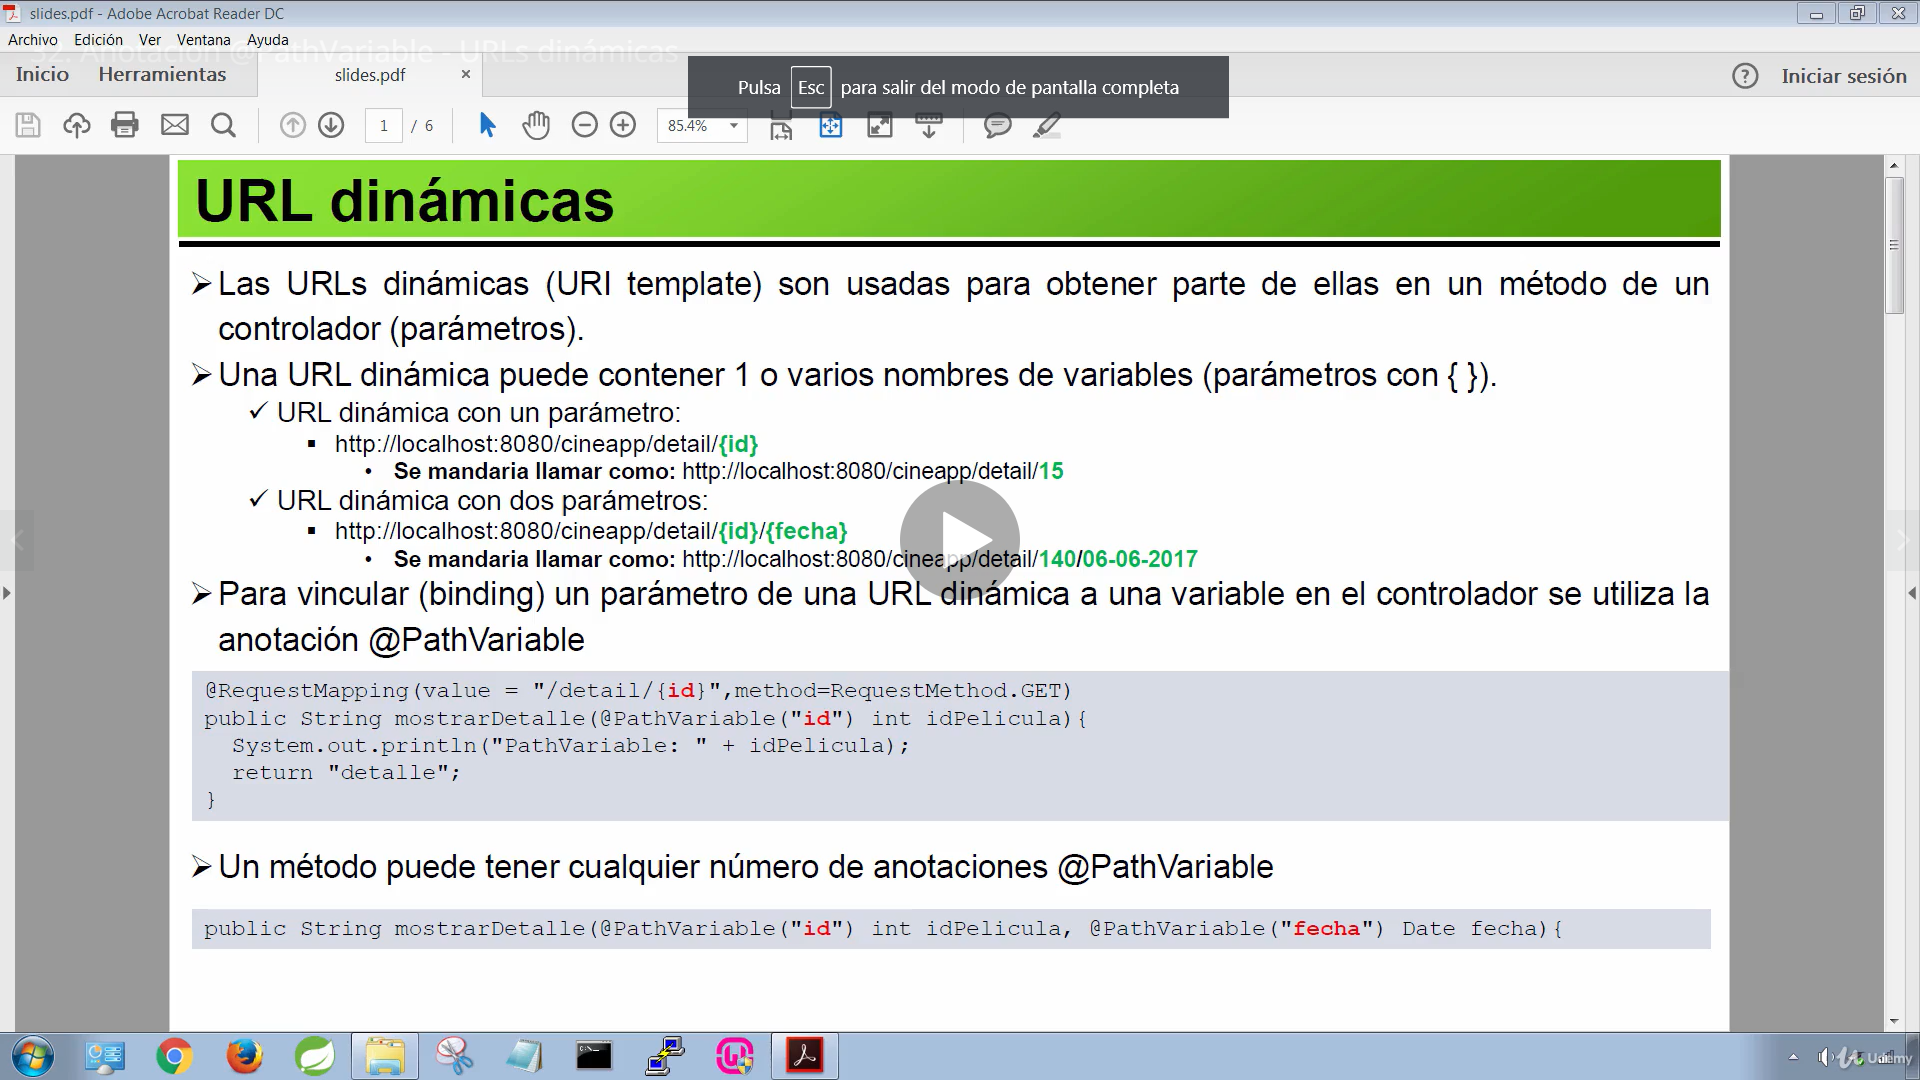 slides.pdf - Adobe Acrobat Reader DC
Archivo Edición Ver Ventana Ayuda
32. Anotación @PathVariable - URLs dinámicas
Inicio Herramientas slides.pdf × Iniciar sesión
Pulsa Esc para salir del modo de pantalla completa
1 / 6 85.4%
URL dinámicas
➢Las URLs dinámicas (URI template) son usadas para obtener parte de ellas en un método de un
controlador (parámetros).
➢Una URL dinámica puede contener 1 o varios nombres de variables (parámetros con { }).
✓ URL dinámica con un parámetro:
▪ http://localhost:8080/cineapp/detail/{id}
• Se mandaria llamar como: http://localhost:8080/cineapp/detail/15
✓ URL dinámica con dos parámetros:
▪ http://localhost:8080/cineapp/detail/{id}/{fecha}
• Se mandaria llamar como: http://localhost:8080/cineapp/detail/140/06-06-2017
➢Para vincular (binding) un parámetro de una URL dinámica a una variable en el controlador se utiliza la
anotación @PathVariable
@RequestMapping(value = "/detail/{id}",method=RequestMethod.GET)
public String mostrarDetalle(@PathVariable("id") int idPelicula){
System.out.println("PathVariable: " + idPelicula);
return "detalle";
}
➢Un método puede tener cualquier número de anotaciones @PathVariable
public String mostrarDetalle(@PathVariable("id") int idPelicula, @PathVariable("fecha") Date fecha){
Udemy